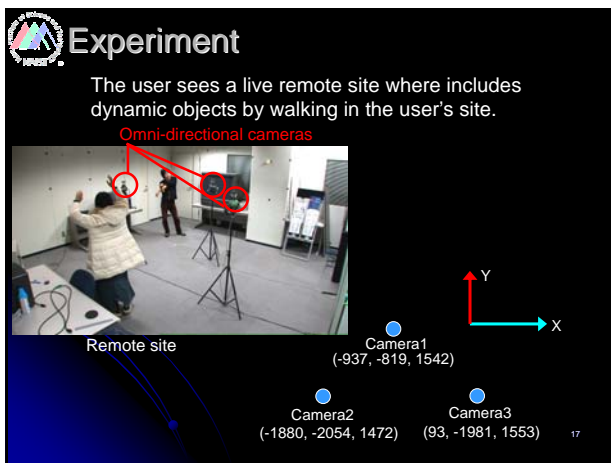 Experiment
The user sees a live remote site where includes
dynamic objects by walking in the user's site.
Omni-directional cameras
Remote site
Y
X
Camera1
(-937, -819, 1542)
Camera2
(-1880, -2054, 1472)
Camera3
(93, -1981, 1553)
17